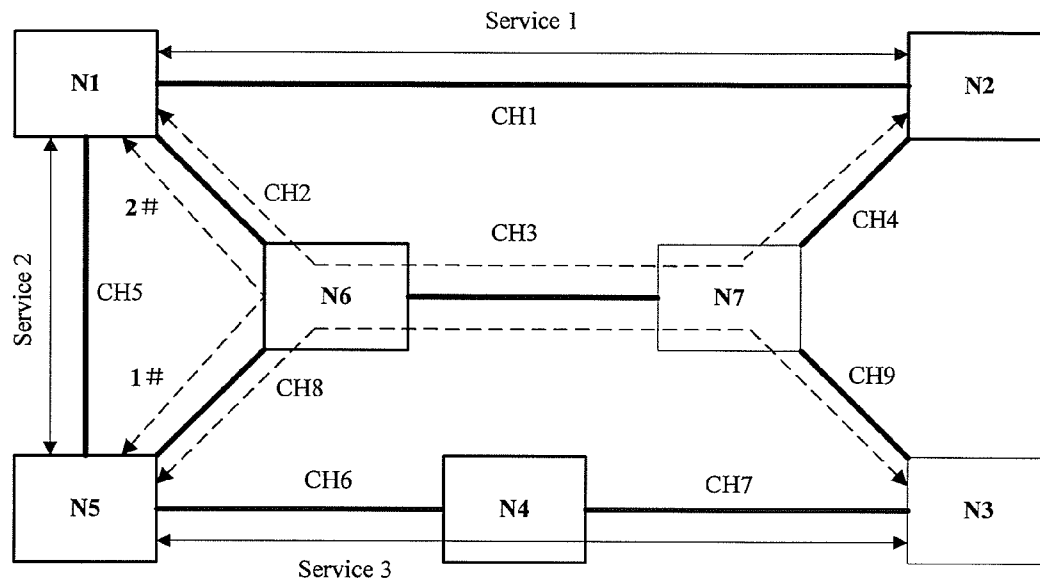 Service 1
N1
N2
CH1
CH2
2#
CH3
CH4
Service 2
CH5
N6
N7
1#
CH8
CH9
N5
CH6
N4
CH7
N3
Service 3